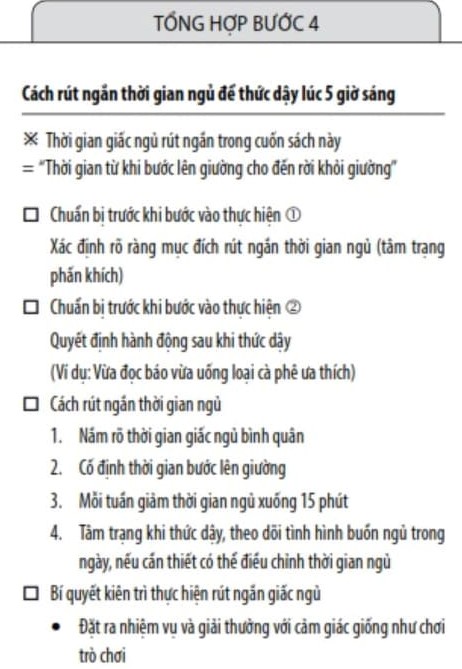 TỔNG HỢP BƯỚC 4
Cách rút ngắn thời gian ngủ để thức dậy lúc 5 giờ sáng
※ Thời gian giấc ngủ rút ngắn trong cuốn sách này
= “Thời gian từ khi bước lên giường cho đến rời khỏi giường”
□ Chuẩn bị trước khi bước vào thực hiện ①
Xác định rõ ràng mục đích rút ngắn thời gian ngủ (tâm trạng
phấn khích)
□ Chuẩn bị trước khi bước vào thực hiện ②
Quyết định hành động sau khi thức dậy
(Ví dụ: Vừa đọc báo vừa uống loại cà phê ưa thích)
□ Cách rút ngắn thời gian ngủ
1. Nắm rõ thời gian giấc ngủ bình quân
2. Cố định thời gian bước lên giường
3. Mỗi tuần giảm thời gian ngủ xuống 15 phút
4. Tâm trạng khi thức dậy, theo dõi tình hình buồn ngủ trong
ngày, nếu cần thiết có thể điều chỉnh thời gian ngủ
□ Bí quyết kiên trì thực hiện rút ngắn giấc ngủ
• Đặt ra nhiệm vụ và giải thưởng với cảm giác giống như chơi
trò chơi